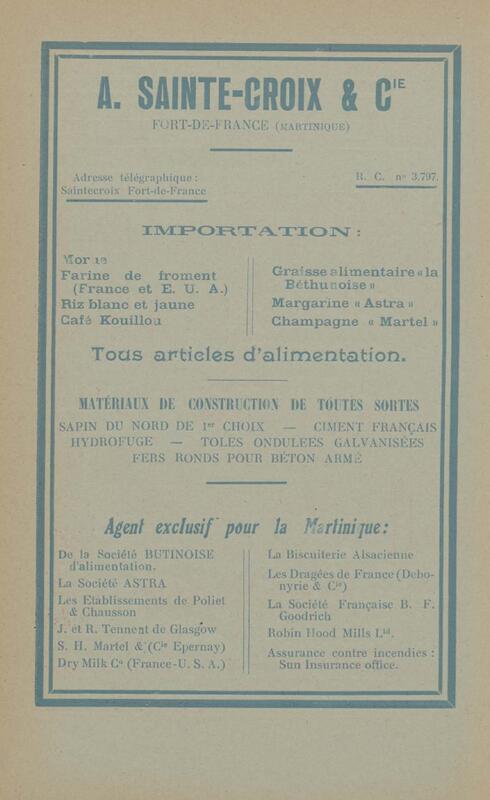 A. SAINTE-CROIX & CIE
FORT-DE-FRANCE (MARTINIQUE)
Adresse télégraphique :
Saintecroix Fort-de-France
R. C. no 3.797.
IMPORTATION :
Farine de froment
(France et E. U. A.)
Riz blanc et jaune
Café Kouillou
Graisse alimentaire « la
Béthunoise »
Margarine « Astra »
Champagne « Martel »
Tous articles d'alimentation.
MATÉRIAUX DE CONSTRUCTION DE TOUTES SORTES
SAPIN DU NORD DE 1er CHOIX — CIMENT FRANÇAIS
HYDROFUGE — TOLES ONDULEES GALVANISÉES
FERS RONDS POUR BÉTON ARMÉ
Agent exclusif pour la Martinique :
De la Société BUTINOISE
d'alimentation.
La Société ASTRA
Les Etablissements de Poliet
& Chausson
J. et R. Tennent de Glasgow
S. H. Martel & (Cie Epernay)
Dry Milk Co (France-U. S. A.)
La Biscuiterie Alsacienne
Les Dragées de France (Debo-
nyrie & Cie)
La Société Française B. F.
Goodrich
Robin Hood Mills Ltd.
Assurance contre incendies :
Sun Insurance office.